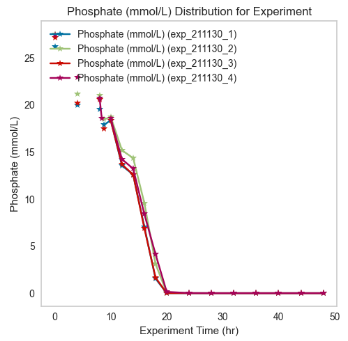 Phosphate (mmol/L) Distribution for Experiment
Phosphate (mmol/L) (exp_211130_1)
Phosphate (mmol/L) (exp_211130_2)
Phosphate (mmol/L) (exp_211130_3)
Phosphate (mmol/L) (exp_211130_4)
Phosphate (mmol/L)
25
20
15
10
5
0
0
10
20
30
40
50
Experiment Time (hr)